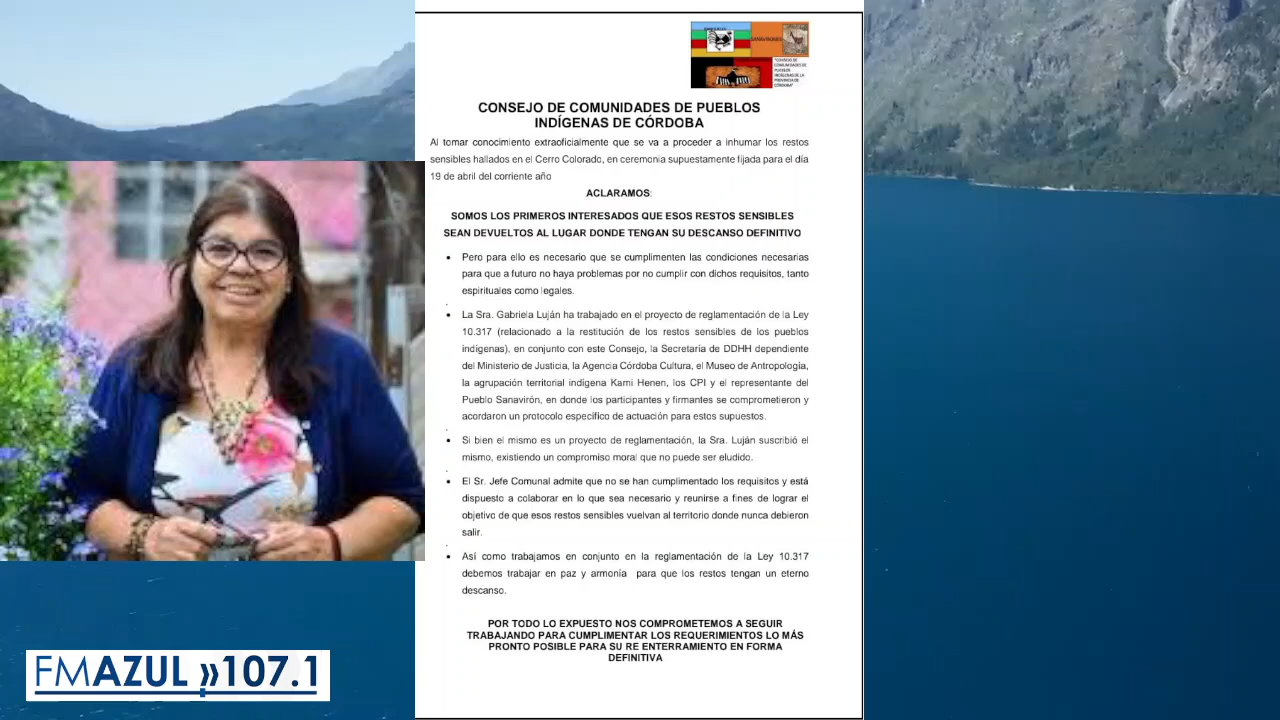 "CONSEJO DE
COMUNIDADES DE
PUEBLOS
INDÍGENAS DE LA
PROVINCIA DE
CÓRDOBA"
CONSEJO DE COMUNIDADES DE PUEBLOS
INDÍGENAS DE CÓRDOBA
Al tomar conocimiento extraoficialmente que se va a proceder a inhumar los restos
sensibles hallados en el Cerro Colorado, en ceremonia supuestamente fijada para el día
19 de abril del corriente año
ACLARAMOS:
SOMOS LOS PRIMEROS INTERESADOS QUE ESOS RESTOS SENSIBLES
SEAN DEVUELTOS AL LUGAR DONDE TENGAN SU DESCANSO DEFINITIVO
• Pero para ello es necesario que se cumplimenten las condiciones necesarias
para que a futuro no haya problemas por no cumplir con dichos requisitos, tanto
espirituales como legales.
• La Sra. Gabriela Luján ha trabajado en el proyecto de reglamentación de la Ley
10.317 (relacionado a la restitución de los restos sensibles de los pueblos
indígenas), en conjunto con este Consejo, la Secretaría de DDHH dependiente
del Ministerio de Justicia, la Agencia Córdoba Cultura, el Museo de Antropología,
la agrupación territorial indígena Kami Henen, los CPI y el representante del
Pueblo Sanavirón, en donde los participantes y firmantes se comprometieron y
acordaron un protocolo específico de actuación para estos supuestos.
• Si bien el mismo es un proyecto de reglamentación, la Sra. Luján suscribió el
mismo, existiendo un compromiso moral que no puede ser eludido.
• El Sr. Jefe Comunal admite que no se han cumplimentado los requisitos y está
dispuesto a colaborar en lo que sea necesario y reunirse a fines de lograr el
objetivo de que esos restos sensibles vuelvan al territorio donde nunca debieron
salir.
• Así como trabajamos en conjunto en la reglamentación de la Ley 10.317
debemos trabajar en paz y armonía para que los restos tengan un eterno
descanso.
POR TODO LO EXPUESTO NOS COMPROMETEMOS A SEGUIR
TRABAJANDO PARA CUMPLIMENTAR LOS REQUERIMIENTOS LO MÁS
PRONTO POSIBLE PARA SU RE ENTERRAMIENTO EN FORMA
DEFINITIVA
FMAZUL »107.1